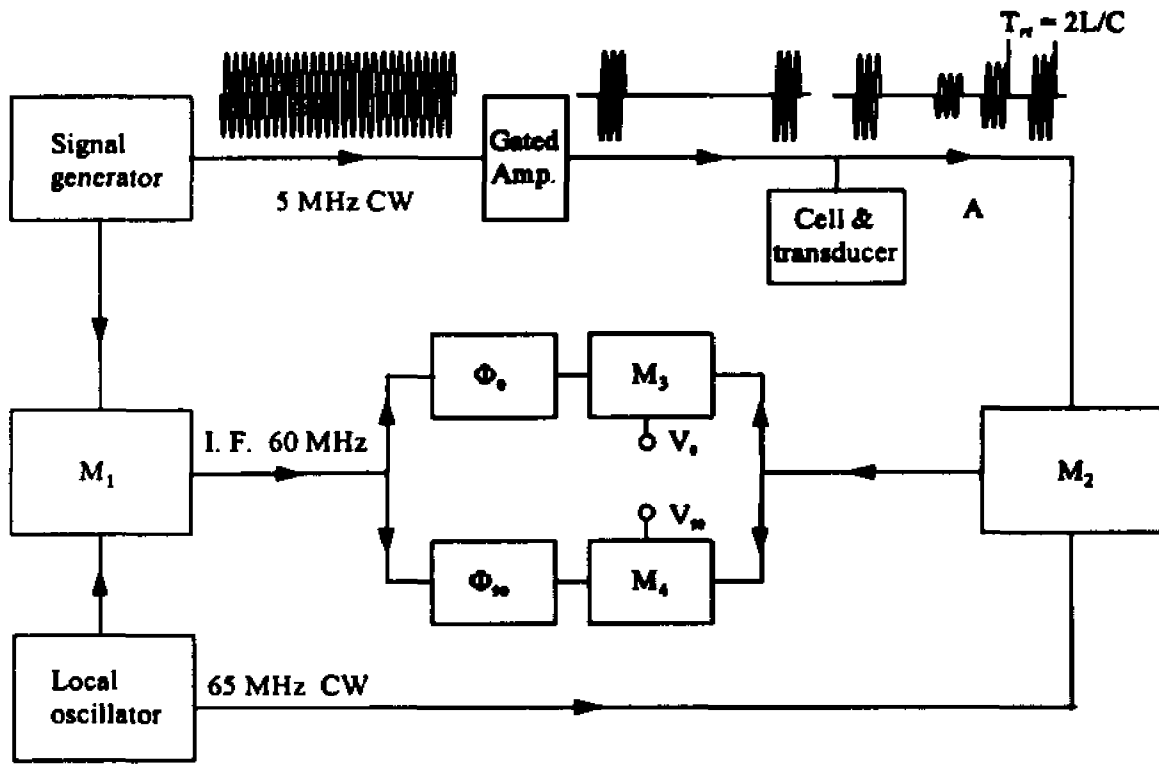 T_rt = 2L/C
Signal
generator
5 MHz CW
Gated
Amp.
Cell &
transducer
A
Φ₀
M₃
V₀
M₁
I. F. 60 MHz
M₂
V₉₀
Φ₉₀
M₄
Local
oscillator
65 MHz CW